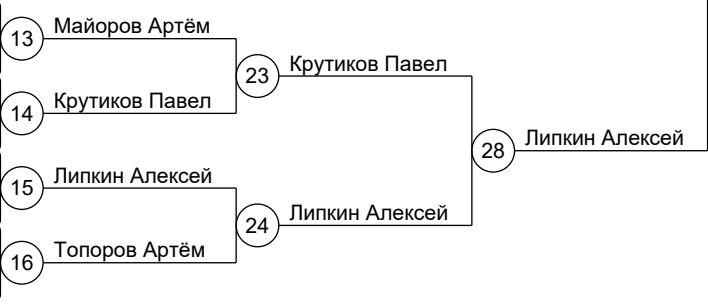 13 Майоров Артём
23 Крутиков Павел
14 Крутиков Павел
28 Липкин Алексей
15 Липкин Алексей
24 Липкин Алексей
16 Топоров Артём